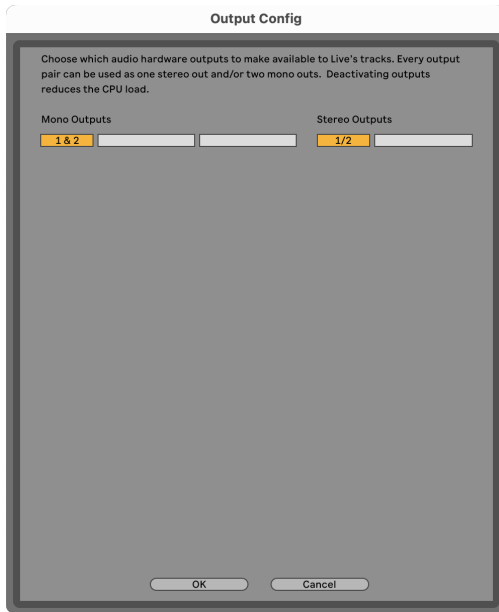 Output Config
Choose which audio hardware outputs to make available to Live's tracks. Every output
pair can be used as one stereo out and/or two mono outs.  Deactivating outputs
reduces the CPU load.
Mono Outputs Stereo Outputs
1 & 2 1/2
OK Cancel